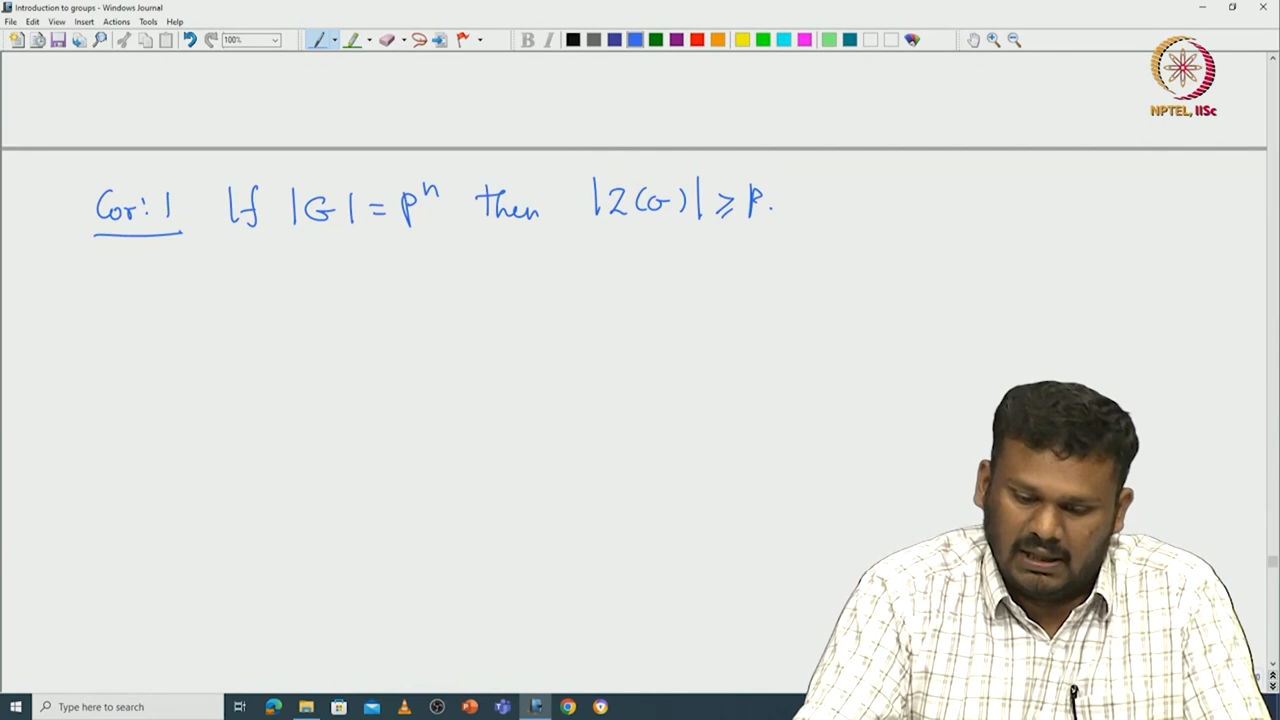 Introduction to groups - Windows Journal
File Edit View Insert Actions Tools Help
100%
B I
NPTEL, IISc
Cor: 1 If |G| = pⁿ then |Z(G)| ⩾ p.
Type here to search